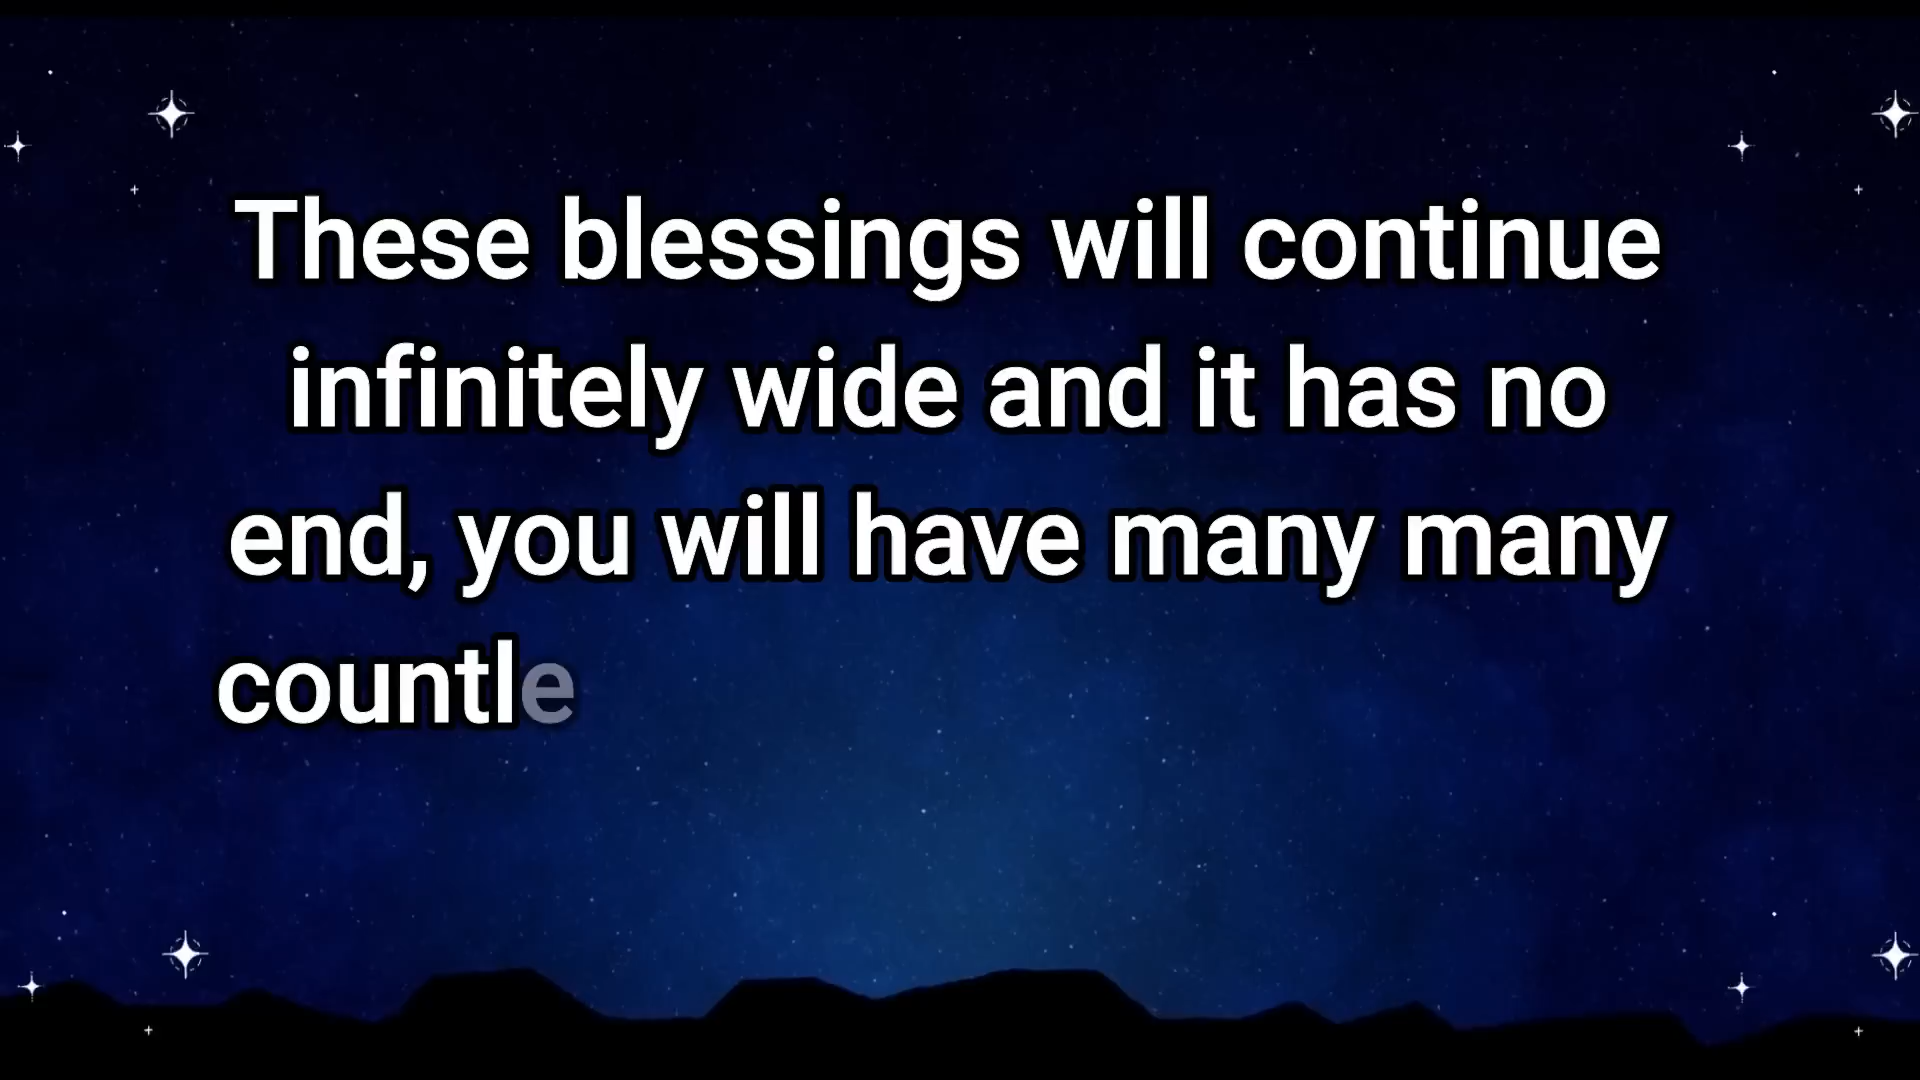 These blessings will continue
infinitely wide and it has no
end, you will have many many
countle